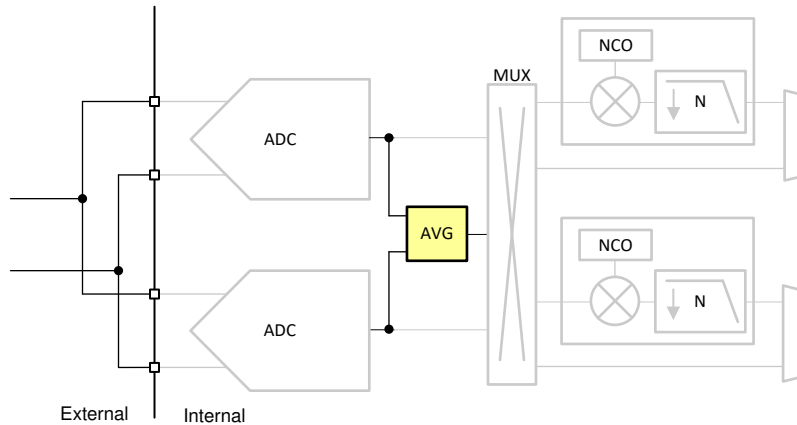 NCO
MUX
N
ADC
AVG
NCO
N
ADC
External
Internal